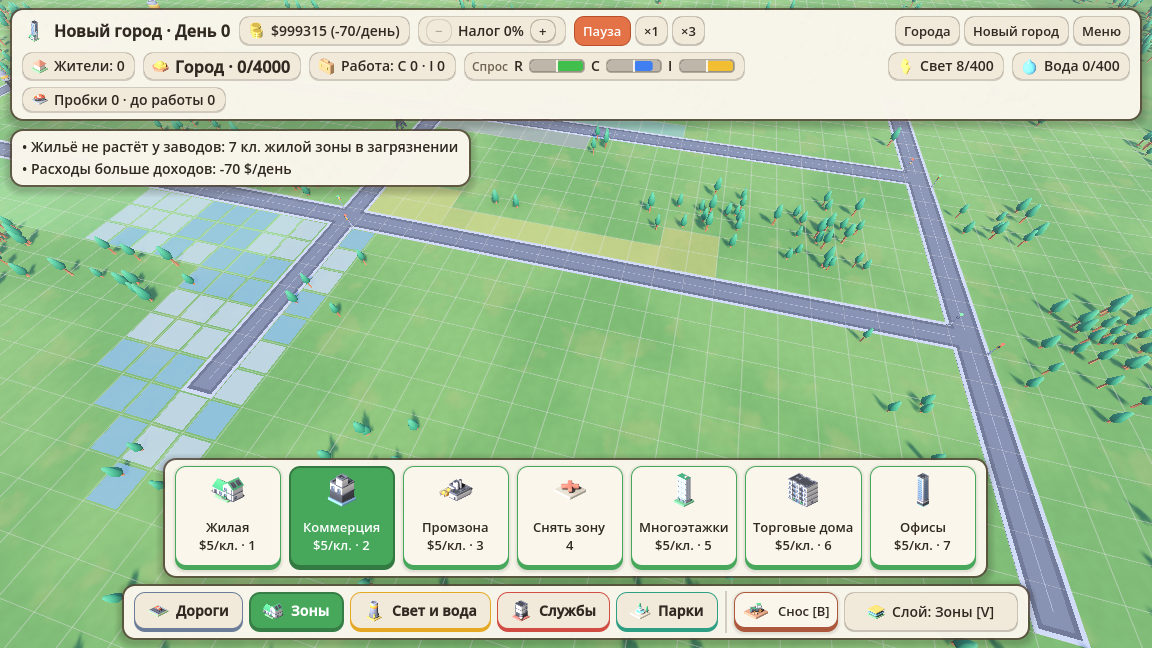 Новый город · День 0
$999315 (-70/день)
− Налог 0% +
Пауза
×1
×3
Города
Новый город
Меню
Жители: 0
Город · 0/4000
Работа: C 0 · I 0
Спрос R C I
Свет 8/400
Вода 0/400
Пробки 0 · до работы 0
• Жильё не растёт у заводов: 7 кл. жилой зоны в загрязнении
• Расходы больше доходов: -70 $/день
Жилая
$5/кл. · 1
Коммерция
$5/кл. · 2
Промзона
$5/кл. · 3
Снять зону
4
Многоэтажки
$5/кл. · 5
Торговые дома
$5/кл. · 6
Офисы
$5/кл. · 7
Дороги
Зоны
Свет и вода
Службы
Парки
Снос [B]
Слой: Зоны [V]